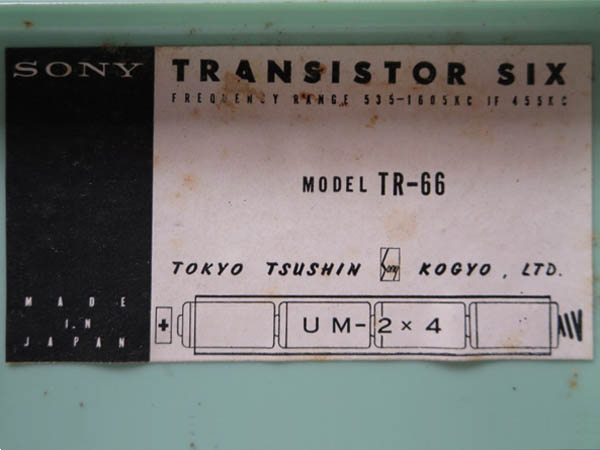 SONY
TRANSISTOR SIX
FREQUENCY RANGE 535-1605KC IF 455KC
MODEL TR-66
TOKYO TSUSHIN Sony KOGYO, LTD.
MADE
IN
JAPAN
+
UM-2×4